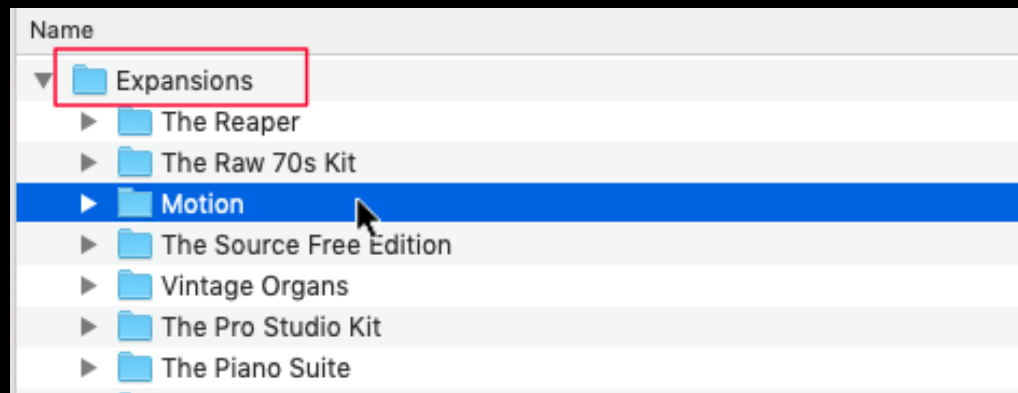 Name
Expansions
The Reaper
The Raw 70s Kit
Motion
The Source Free Edition
Vintage Organs
The Pro Studio Kit
The Piano Suite